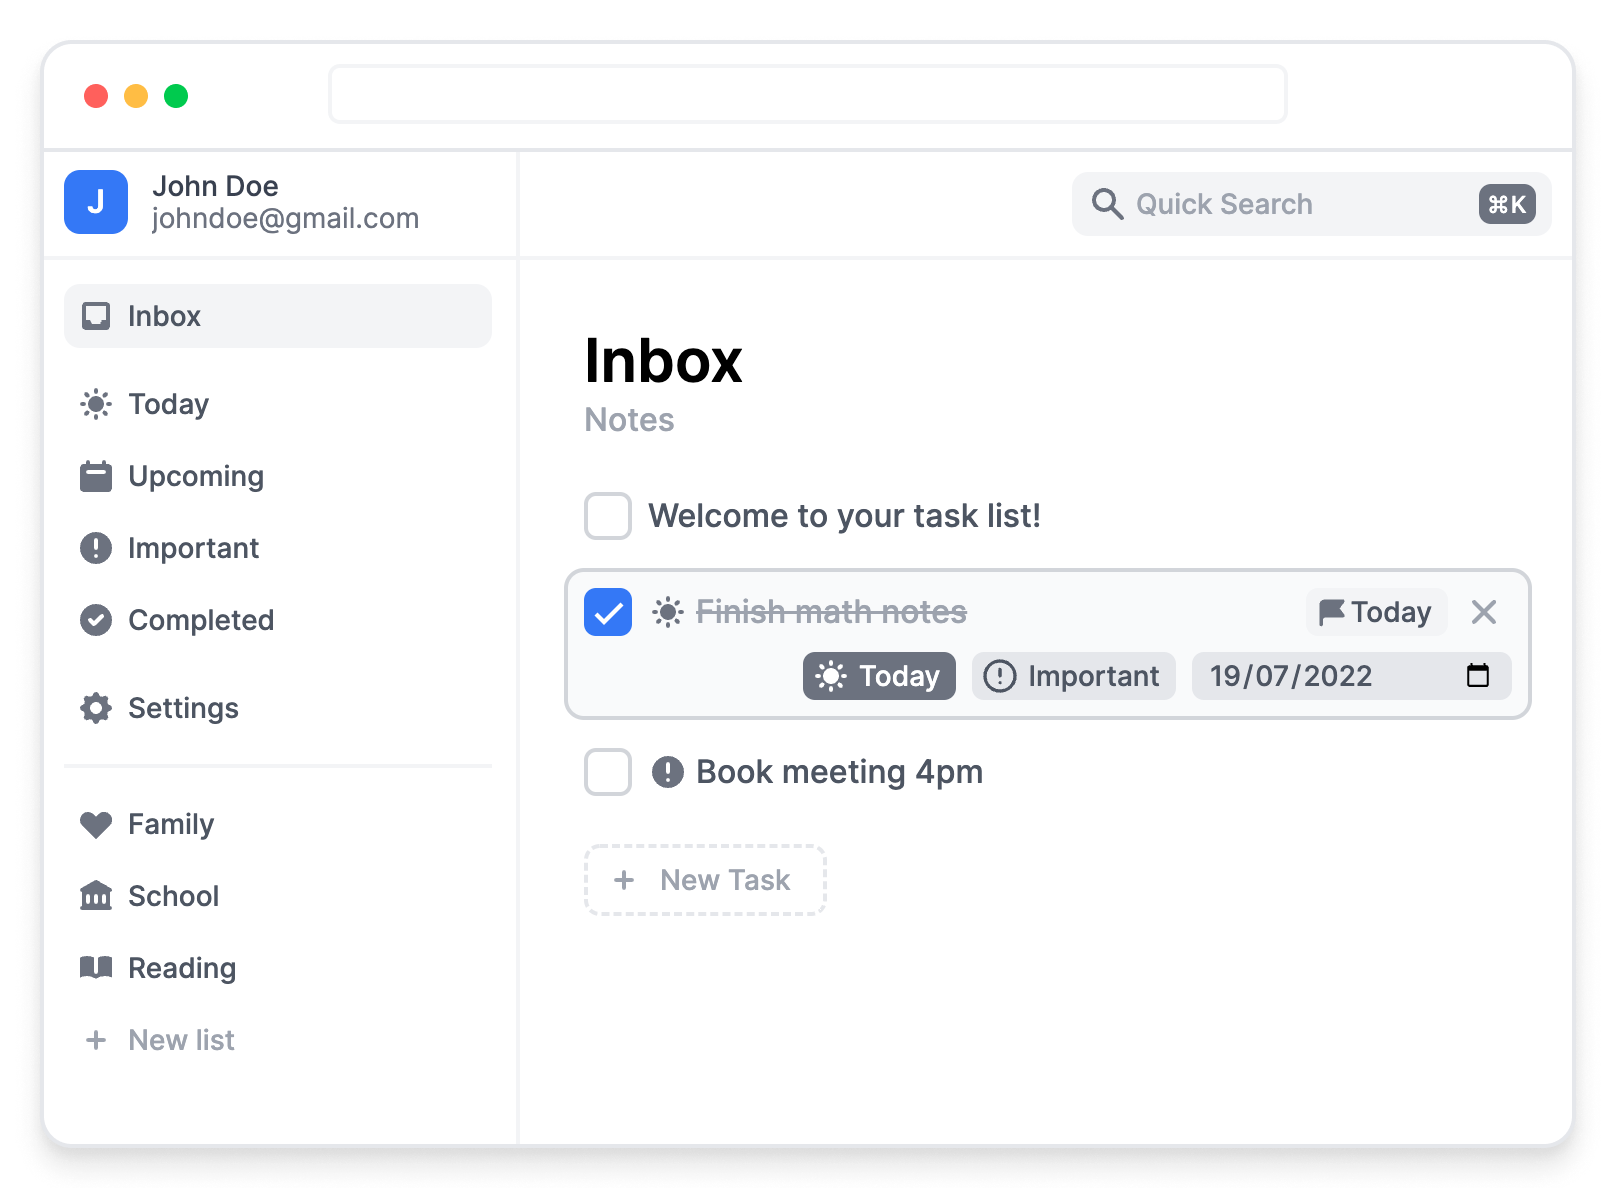 J
John Doe
johndoe@gmail.com
Quick Search
⌘K
Inbox
Today
Upcoming
Important
Completed
Settings
Family
School
Reading
+ New list
Inbox
Notes
Welcome to your task list!
Finish math notes
Today
Today
Important
19/07/2022
Book meeting 4pm
+ New Task